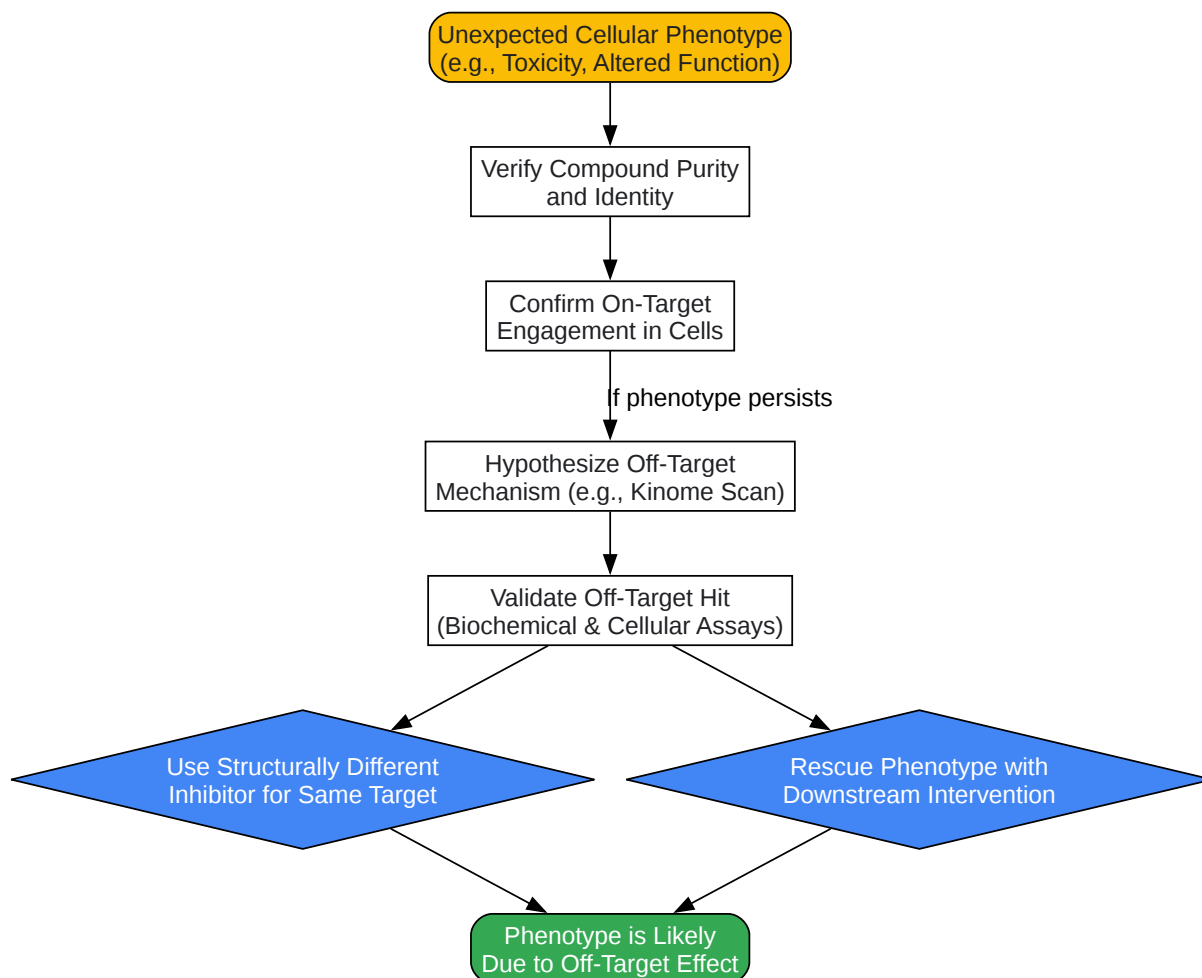 Unexpected Cellular Phenotype
(e.g., Toxicity, Altered Function)
Verify Compound Purity
and Identity
Confirm On-Target
Engagement in Cells
If phenotype persists
Hypothesize Off-Target
Mechanism (e.g., Kinome Scan)
Validate Off-Target Hit
(Biochemical & Cellular Assays)
Use Structurally Different
Inhibitor for Same Target
Rescue Phenotype with
Downstream Intervention
Phenotype is Likely
Due to Off-Target Effect